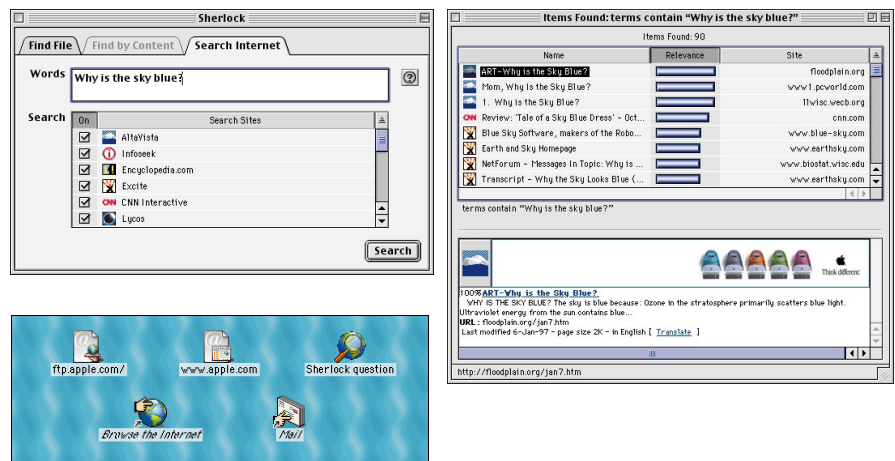 Sherlock
Find File Find by Content Search Internet
Words Why is the sky blue?
Search On Search Sites
AltaVista
Infoseek
Encyclopedia.com
Excite
CNN CNN Interactive
Lycos
Search
ftp.apple.com/ www.apple.com Sherlock question
Browse the Internet Mail
Items Found: terms contain “Why is the sky blue?”
Items Found: 90
Name Relevance Site
ART-Why is the Sky Blue? floodplain.org
Mom, Why Is the Sky Blue? www1.pcworld.com
1. Why is the Sky Blue? llwisc.wecb.org
CNN Review: 'Tale of a Sky Blue Dress' - Oct... cnn.com
Blue Sky Software, makers of the Robo... www.blue-sky.com
Earth and Sky Homepage www.earthsky.com
NetForum - Messages In Topic: Why is ... www.biostat.wisc.edu
Transcript - Why the Sky Looks Blue (... www.earthsky.com
terms contain “Why is the sky blue?”
Think different.
100% ART-Why is the Sky Blue?
WHY IS THE SKY BLUE? The sky is blue because: Ozone in the stratosphere primarily scatters blue light.
Ultraviolet energy from the sun contains blue...
URL: floodplain.org/jan7.htm
Last modified 6-Jan-97 - page size 2K - in English [ Translate ]
http://floodplain.org/jan7.htm